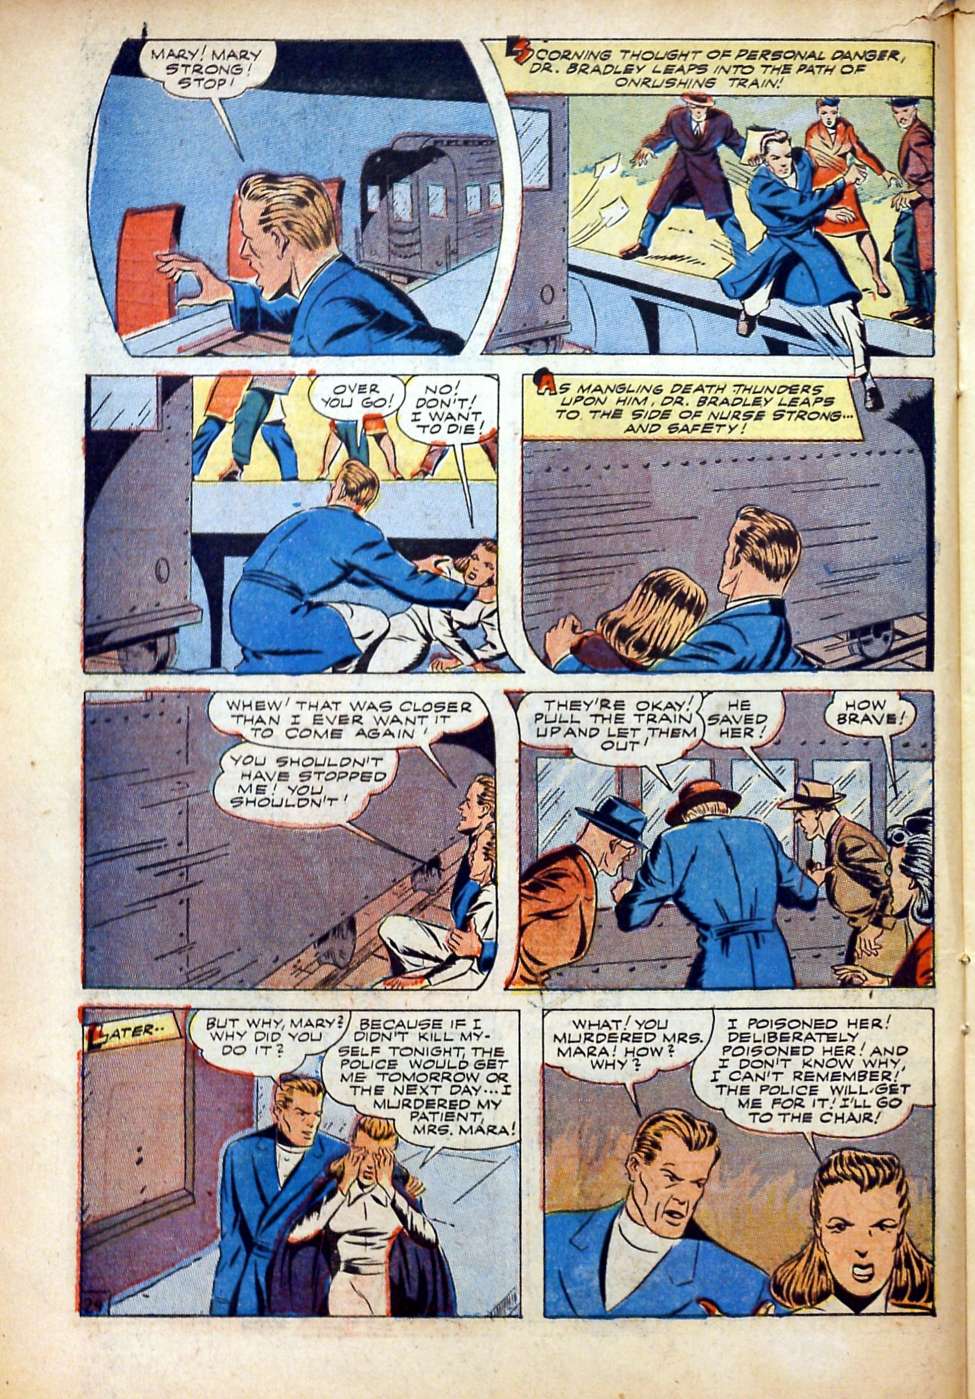 MARY! MARY
STRONG!
STOP!
SCORNING THOUGHT OF PERSONAL DANGER,
DR. BRADLEY LEAPS INTO THE PATH OF
ONRUSHING TRAIN!
OVER
YOU GO!
NO!
DON'T!
I WANT
TO DIE!
AS MANGLING DEATH THUNDERS
UPON HIM, DR. BRADLEY LEAPS
TO THE SIDE OF NURSE STRONG...
AND SAFETY!
WHEW! THAT WAS CLOSER
THAN I EVER WANT IT
TO COME AGAIN!
YOU SHOULDN'T
HAVE STOPPED
ME! YOU
SHOULDN'T!
THEY'RE OKAY!
PULL THE TRAIN
UP AND LET THEM
OUT!
HE
SAVED
HER!
HOW
BRAVE!
LATER..
BUT WHY, MARY?
WHY DID YOU
DO IT?
BECAUSE IF I
DIDN'T KILL MY-
SELF TONIGHT, THE
POLICE WOULD GET
ME TOMORROW OR
THE NEXT DAY...I
MURDERED MY
PATIENT,
MRS. MARA!
WHAT! YOU
MURDERED MRS.
MARA! HOW?
WHY?
I POISONED HER!
DELIBERATELY
POISONED HER! AND
I DON'T KNOW WHY,
I CAN'T REMEMBER!
THE POLICE WILL GET
ME FOR IT! I'LL GO
TO THE CHAIR!